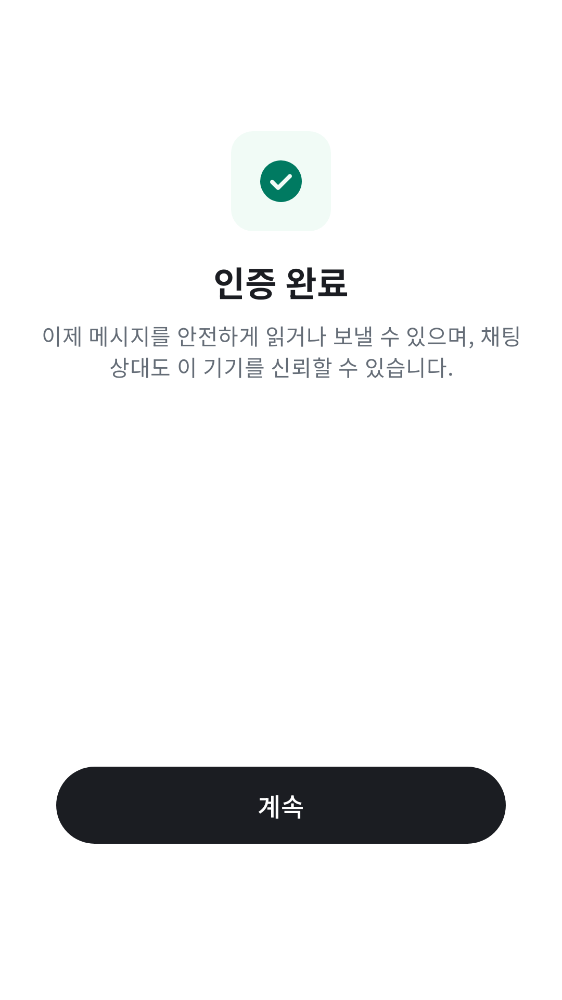 인증 완료
이제 메시지를 안전하게 읽거나 보낼 수 있으며, 채팅
상대도 이 기기를 신뢰할 수 있습니다.
계속